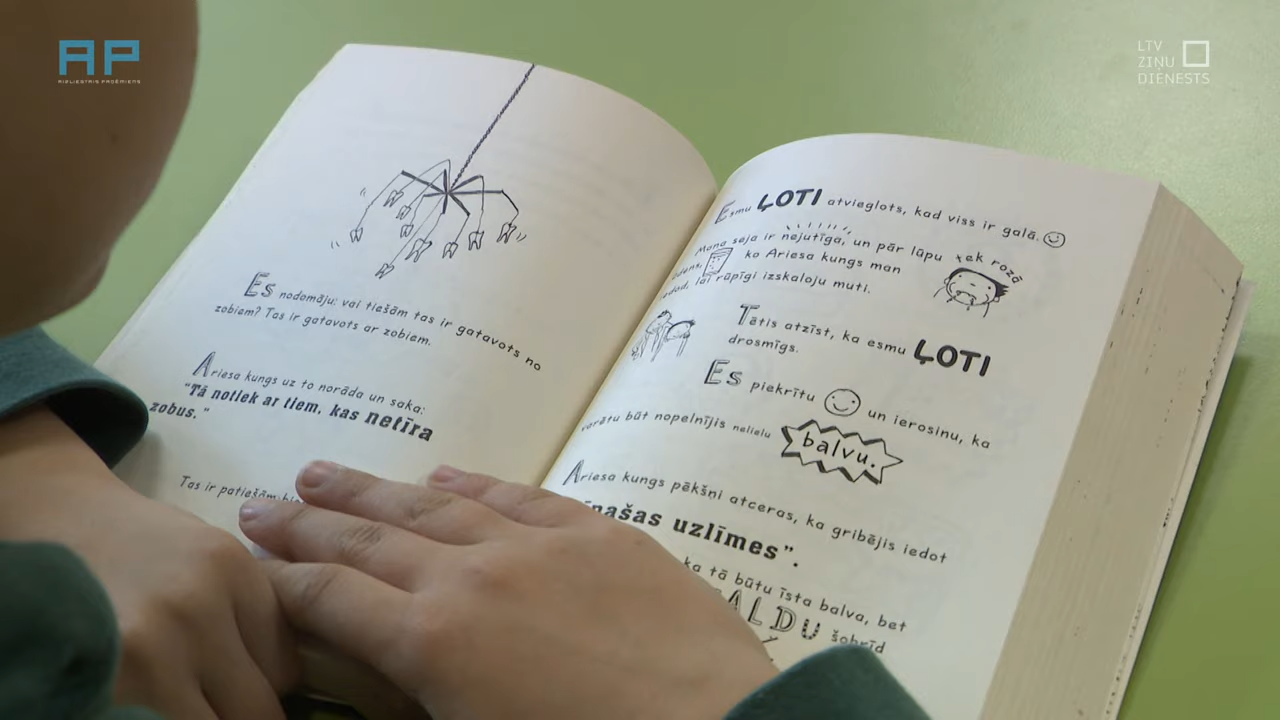 AP
AIZLIEGTAIS PAŅĒMIENS
LTV
ZIŅU
DIENESTS
Es nodomāju: vai tiešām tas ir gatavots no
zobiem? Tas ir gatavots ar zobiem.
Ariesa kungs uz to norāda un saka:
"Tā notiek ar tiem, kas netīra
zobus."
Tas ir patiešām
Esmu ĻOTI atvieglots, kad viss ir galā.
Mana seja ir nejutīga, un pār lūpu tek rozā
ko Ariesa kungs man
lai rūpīgi izskaloju muti.
Tētis atzīst, ka esmu ĻOTI
drosmīgs.
Es piekrītu un ierosinu, ka
varētu būt nopelnījis nelielu balvu.
Ariesa kungs pēkšņi atceras, ka gribējis iedot
uzlīmes".
ka tā būtu īsta balva, bet
šobrīd